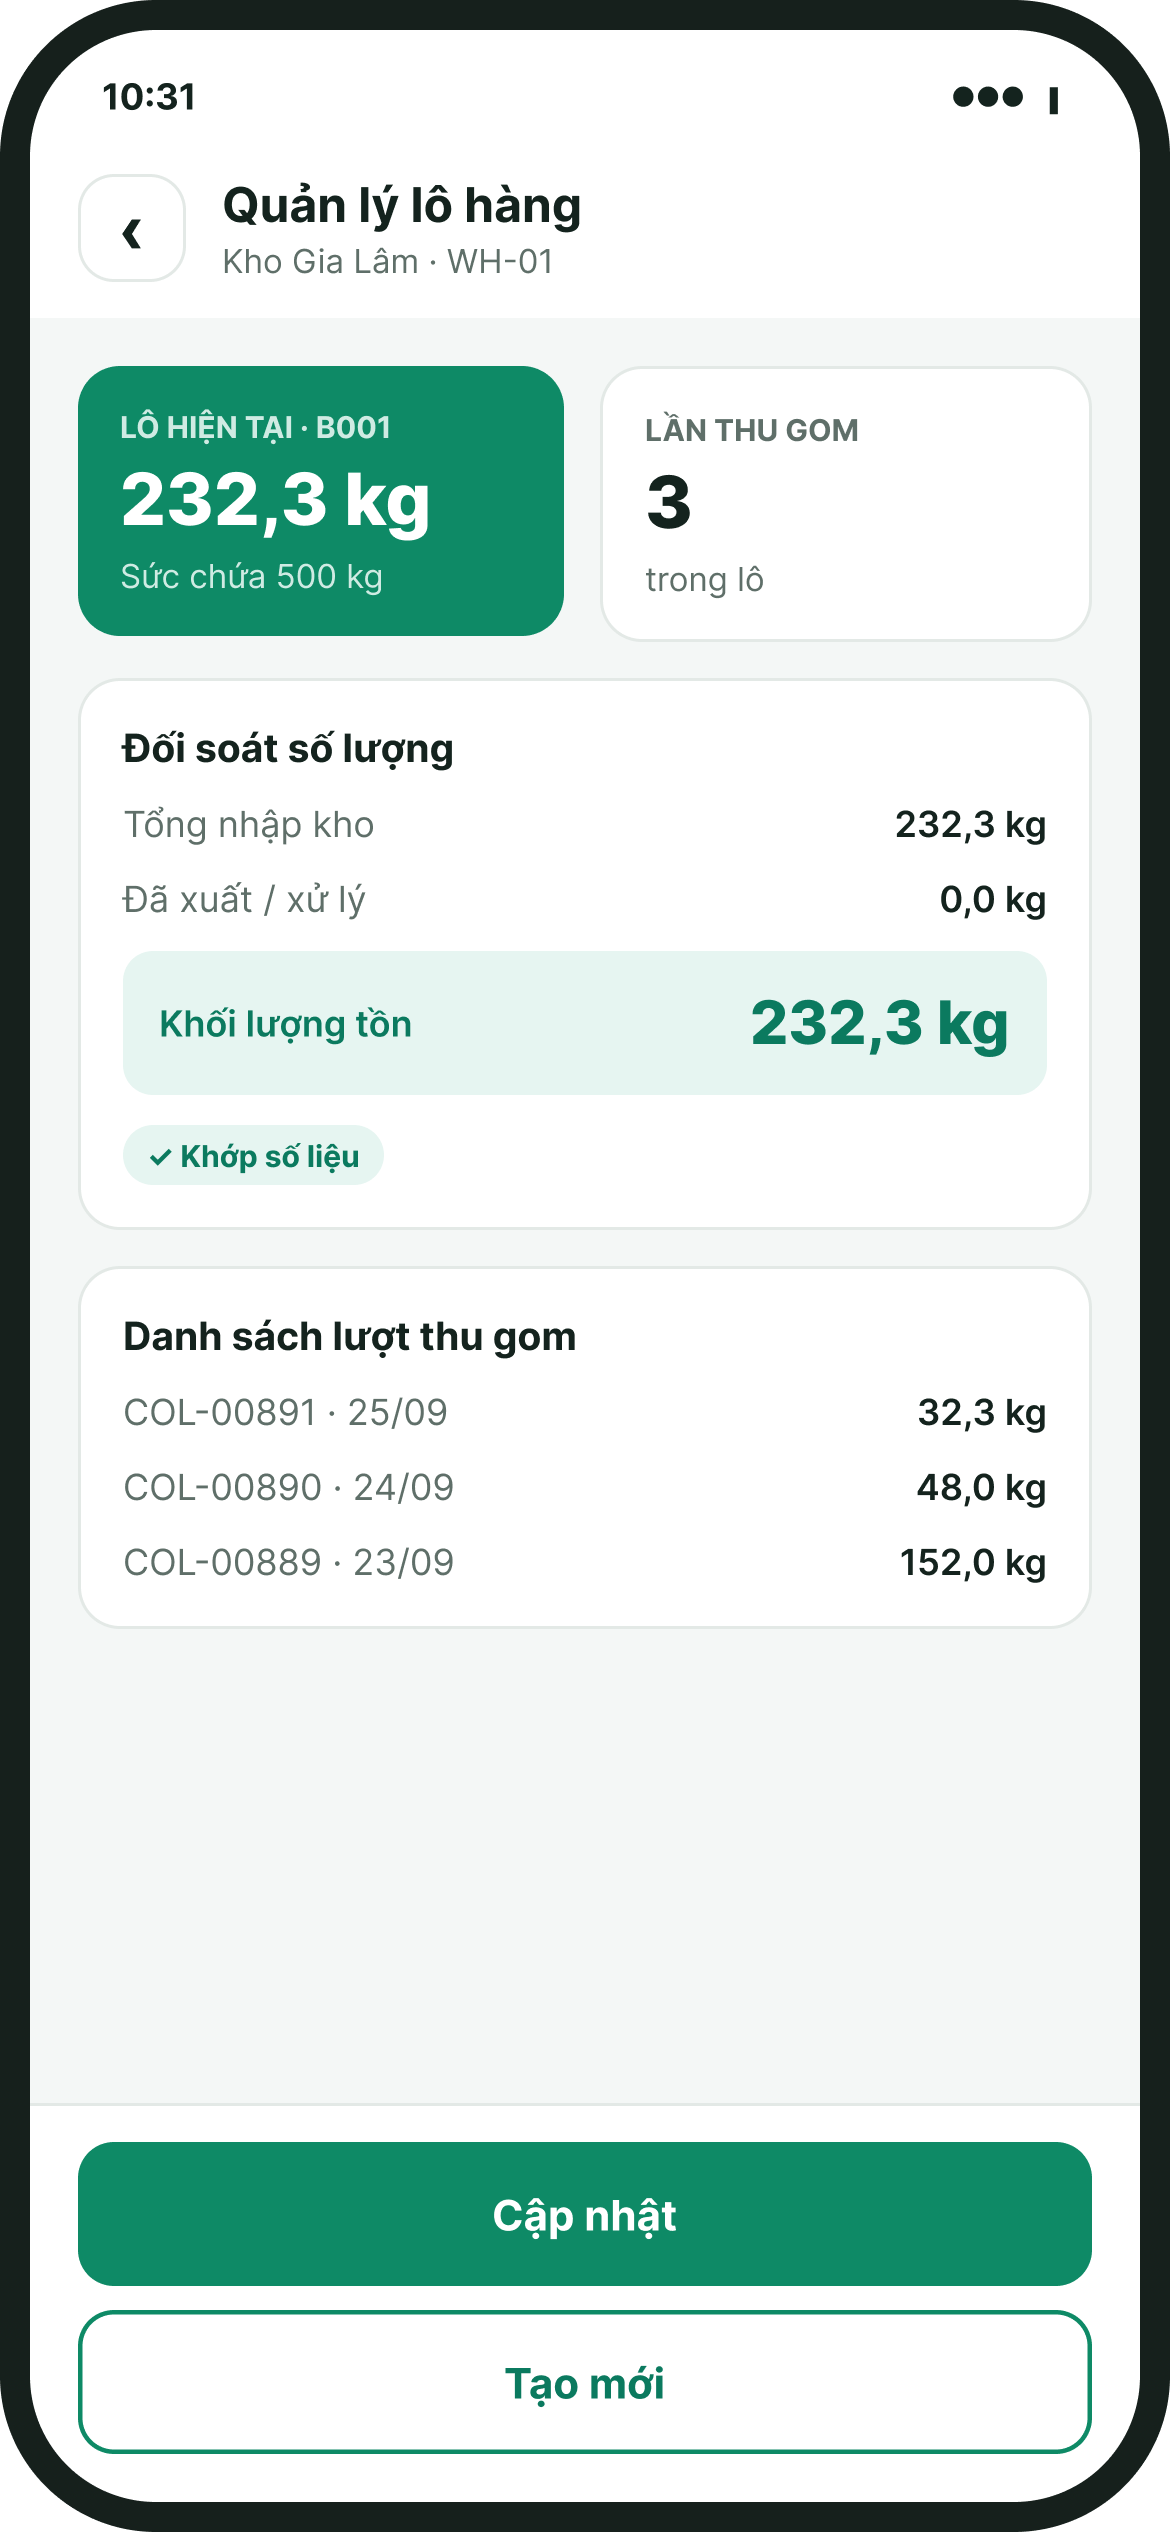 10:31
Quản lý lô hàng
Kho Gia Lâm · WH-01
LÔ HIỆN TẠI · B001
232,3 kg
Sức chứa 500 kg
LẦN THU GOM
3
trong lô
Đối soát số lượng
Tổng nhập kho 232,3 kg
Đã xuất / xử lý 0,0 kg
Khối lượng tồn 232,3 kg
✓ Khớp số liệu
Danh sách lượt thu gom
COL-00891 · 25/09 32,3 kg
COL-00890 · 24/09 48,0 kg
COL-00889 · 23/09 152,0 kg
Cập nhật
Tạo mới